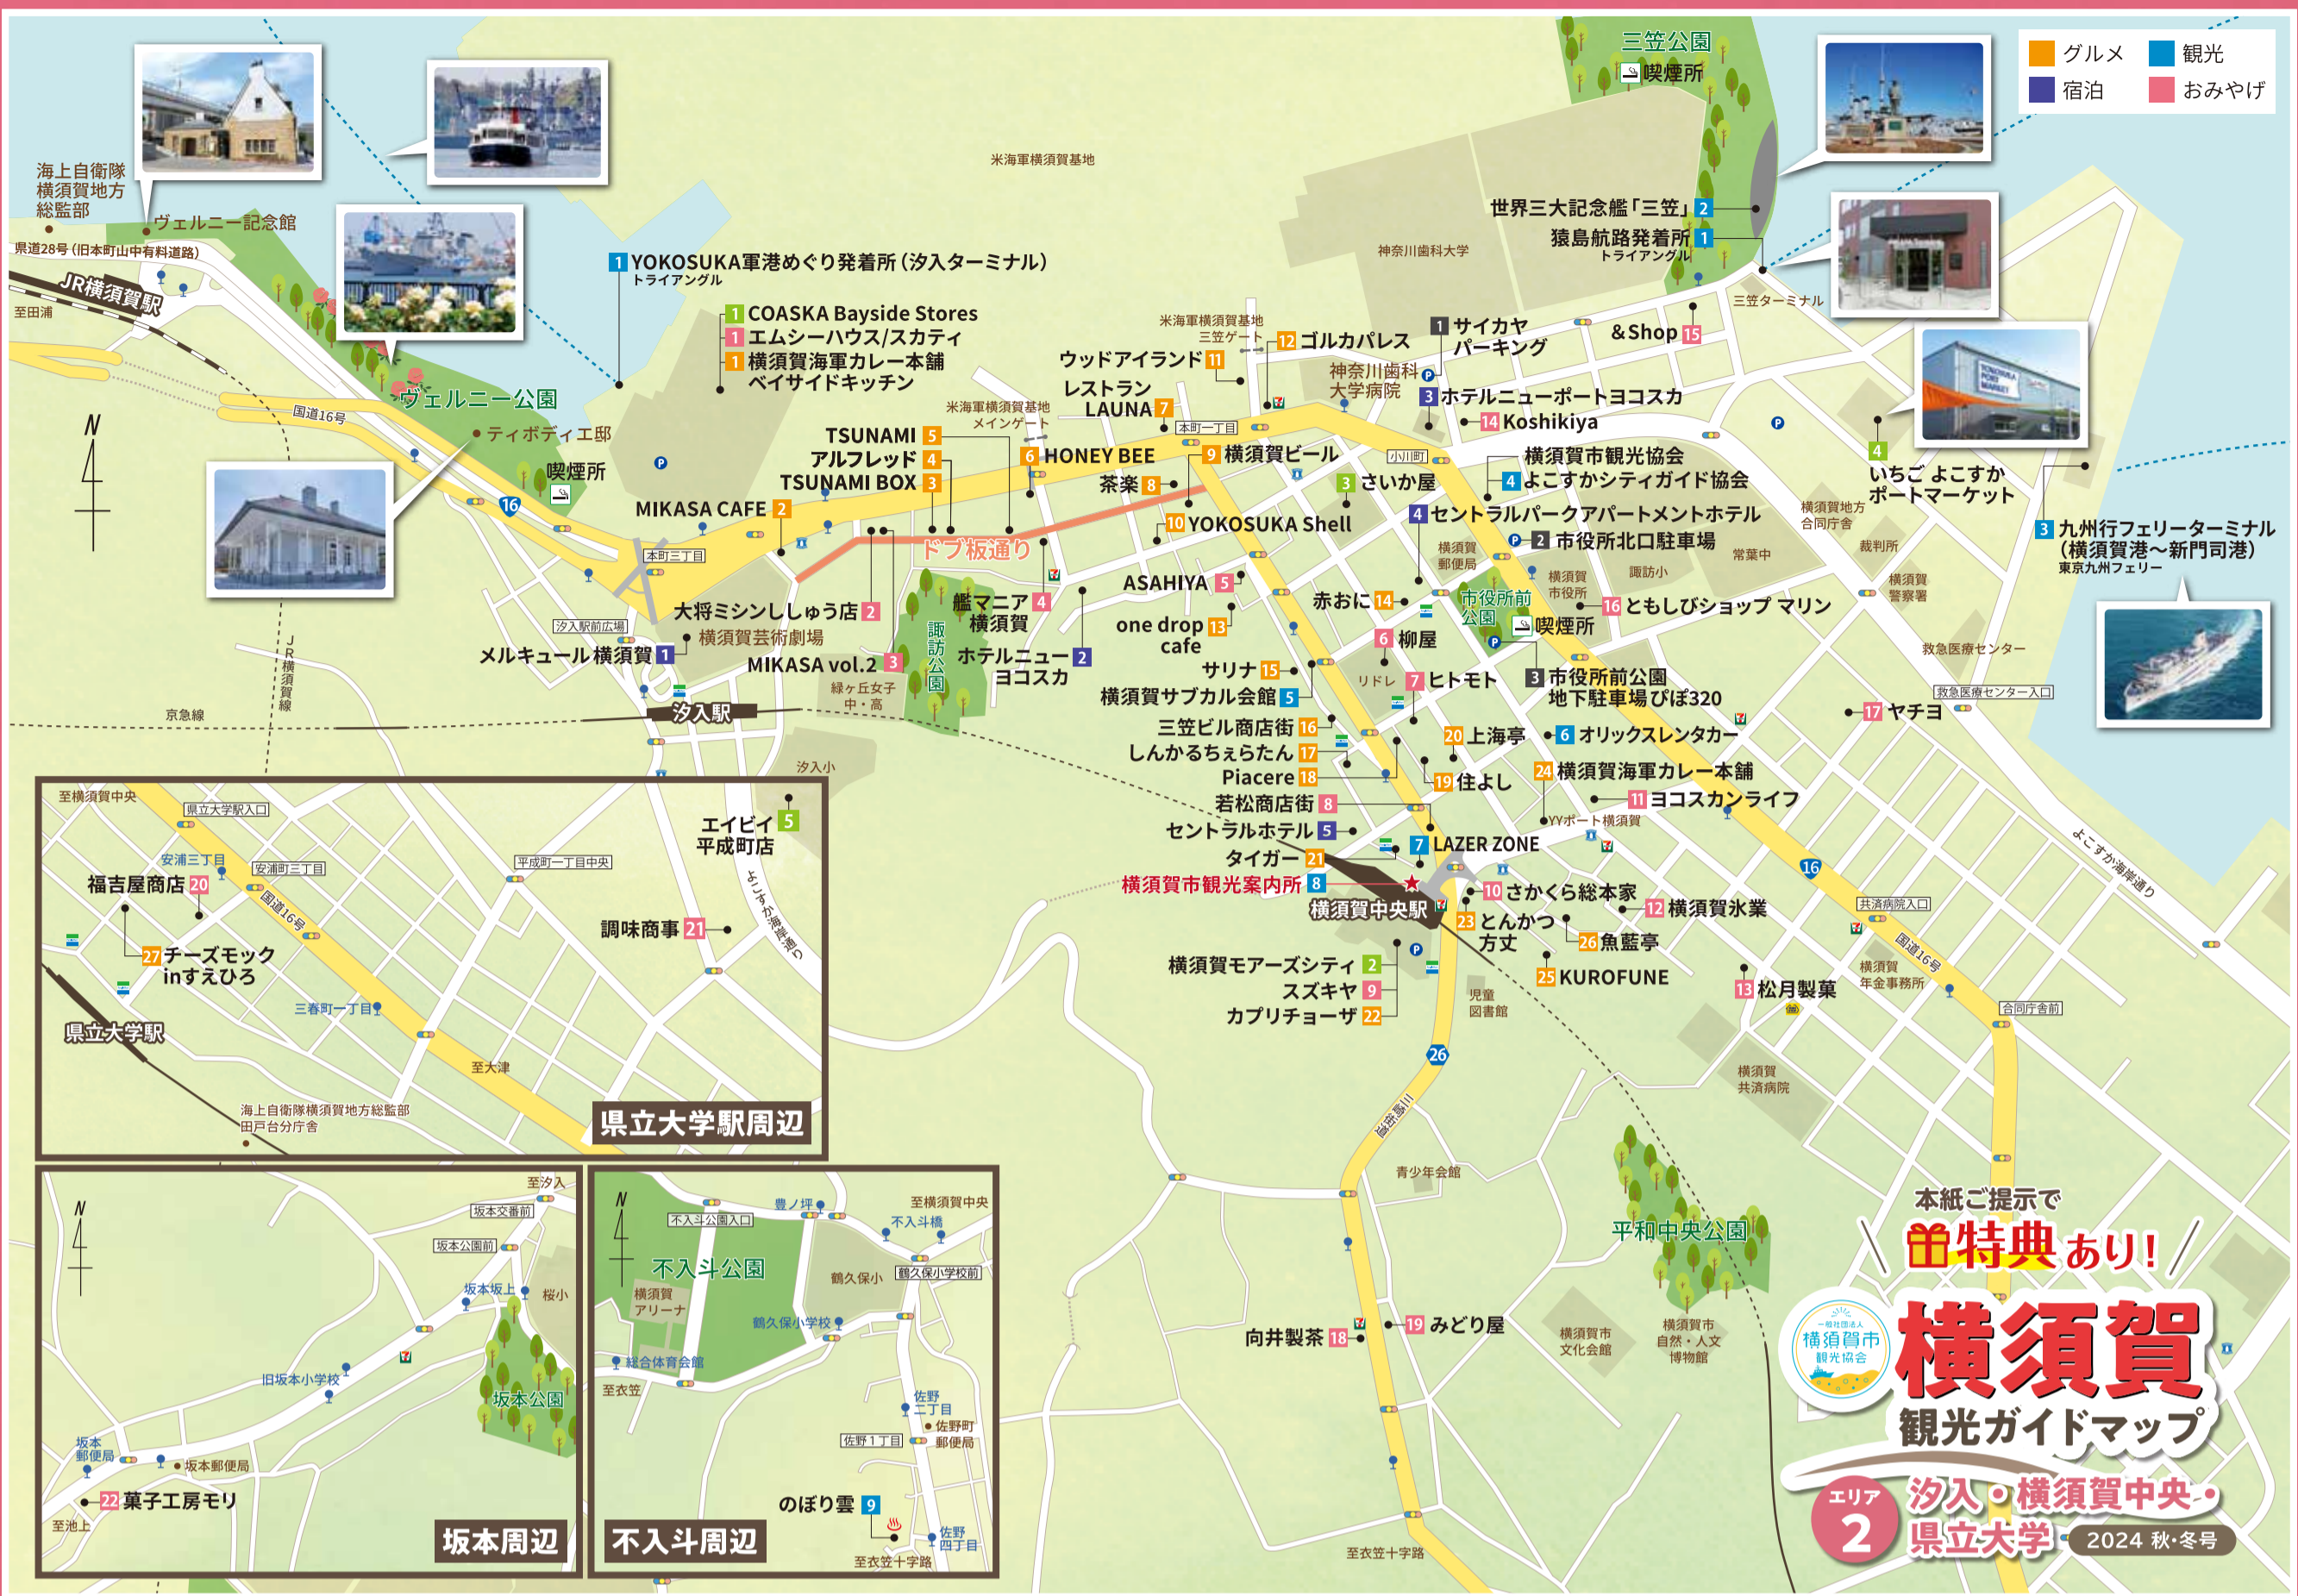 グルメ
観光
宿泊
おみやげ
三笠公園
喫煙所
海上自衛隊
横須賀地方
総監部
ヴェルニー記念館
県道28号（旧本町山中有料道路）
JR横須賀駅
至田浦
米海軍横須賀基地
1 YOKOSUKA軍港めぐり発着所（汐入ターミナル）
トライアングル
世界三大記念艦「三笠」 2
猿島航路発着所 1
トライアングル
神奈川歯科大学
三笠ターミナル
1 COASKA Bayside Stores
1 エムシーハウス/スカティ
1 横須賀海軍カレー本舗
ベイサイドキッチン
米海軍横須賀基地
三笠ゲート
12 ゴルカパレス
ウッドアイランド 11
1 サイカヤ
パーキング
&Shop 15
神奈川歯科
大学病院
レストラン
LAUNA 7
3 ホテルニューポートヨコスカ
14 Koshikiya
ヴェルニー公園
国道16号
N
ティボディエ邸
喫煙所
16
米海軍横須賀基地
メインゲート
本町一丁目
TSUNAMI 5
アルフレッド 4
TSUNAMI BOX 3
6 HONEY BEE
9 横須賀ビール
茶楽 8
小川町
横須賀市観光協会
4 よこすかシティガイド協会
3 さいか屋
4
いちご よこすか
ポートマーケット
YOKOSUKA
PORT
MARKET
MIKASA CAFE 2
10 YOKOSUKA Shell
4 セントラルパークアパートメントホテル
2 市役所北口駐車場
横須賀地方
合同庁舎
3 九州行フェリーターミナル
（横須賀港〜新門司港）
東京九州フェリー
本町三丁目
ドブ板通り
横須賀
郵便局
常葉中
裁判所
諏訪小
横須賀
市役所
横須賀
警察署
ASAHIYA 5
赤おに 14
市役所前
公園
16 ともしびショップ マリン
喫煙所
大将ミシンししゅう店 2
艦マニア 4
横須賀
one drop 13
cafe
汐入駅前広場
横須賀芸術劇場
諏訪公園
6 柳屋
救急医療センター
メルキュール横須賀 1
MIKASA vol.2 3
ホテルニュー 2
ヨコスカ
サリナ 15
リドレ
7 ヒトモト
3 市役所前公園
地下駐車場ぴぽ320
緑ヶ丘女子
中・高
横須賀サブカル会館 5
救急医療センター入口
JR横須賀線
京急線
汐入駅
17 ヤチヨ
三笠ビル商店街 16
20 上海亭
6 オリックスレンタカー
しんかるちぇらたん 17
汐入小
Piacere 18
19 住よし
24 横須賀海軍カレー本舗
若松商店街 8
11 ヨコスカンライフ
YYポート横須賀
セントラルホテル 5
7 LAZER ZONE
タイガー 21
よこすか海岸通り
16
横須賀市観光案内所 8
横須賀中央駅
10 さかくら総本家
12 横須賀氷業
共済病院入口
23 とんかつ
方丈
26 魚藍亭
国道16号
横須賀モアーズシティ 2
スズキヤ 9
カプリチョーザ 22
25 KUROFUNE
13 松月製菓
横須賀
年金事務所
児童
図書館
合同庁舎前
26
横須賀
共済病院
三崎街道
青少年会館
平和中央公園
向井製茶 18
19 みどり屋
横須賀市
文化会館
横須賀市
自然・人文
博物館
至衣笠十字路
至横須賀中央
県立大学駅入口
安浦三丁目
安浦町三丁目
平成町一丁目中央
エイビイ 5
平成町店
福吉屋商店 20
国道16号
よこすか海岸通り
調味商事 21
27 チーズモック
inすえひろ
三春町一丁目
県立大学駅
至大津
海上自衛隊横須賀地方総監部
田戸台分庁舎
県立大学駅周辺
N
至汐入
坂本交番前
坂本公園前
坂本坂上
桜小
旧坂本小学校
坂本公園
坂本
郵便局
坂本郵便局
22 菓子工房モリ
至池上
坂本周辺
N
豊ノ坪
至横須賀中央
不入斗公園入口
不入斗橋
不入斗公園
鶴久保小
鶴久保小学校前
横須賀
アリーナ
鶴久保小学校
総合体育会館
至衣笠
佐野
二丁目
佐野町
郵便局
佐野1丁目
のぼり雲 9
佐野
四丁目
至衣笠十字路
不入斗周辺
本紙ご提示で
特典あり!
一般社団法人
横須賀市
観光協会
横須賀
観光ガイドマップ
エリア
2
汐入・横須賀中央・
県立大学
2024 秋・冬号